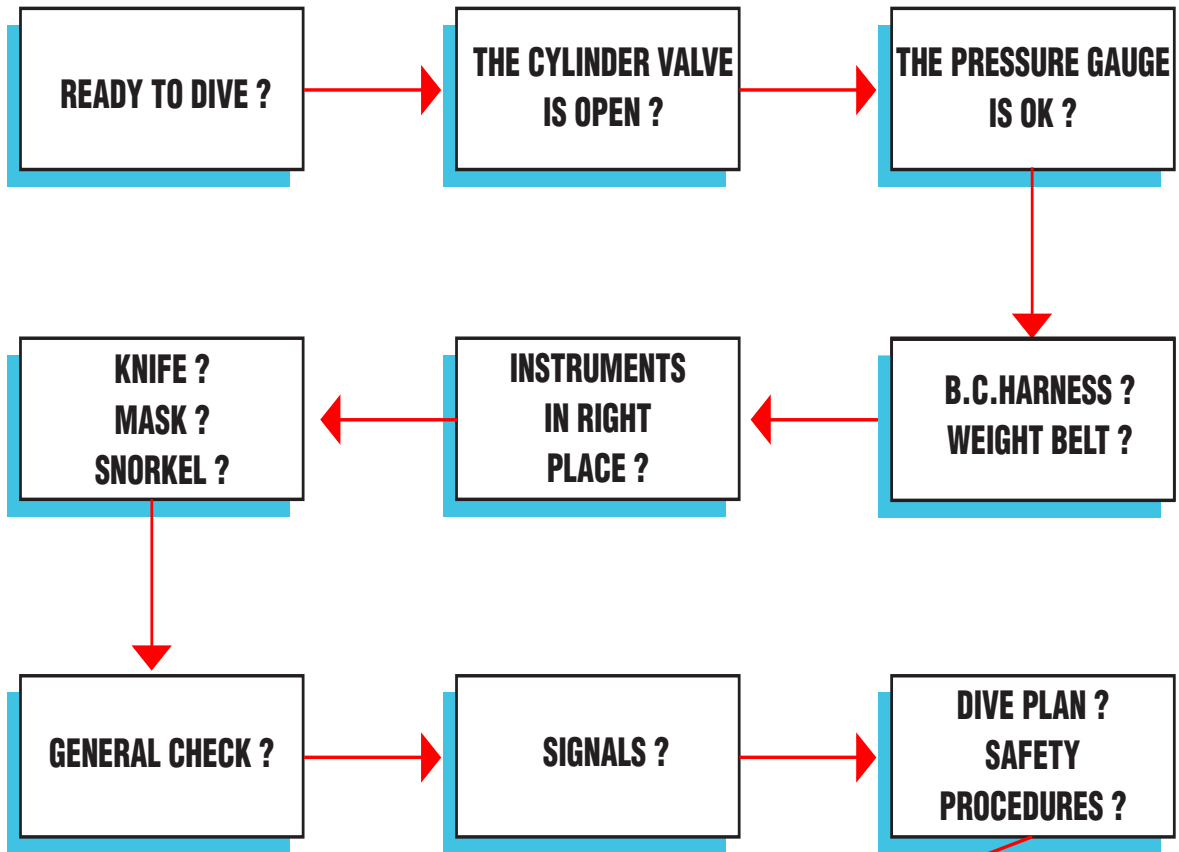 READY TO DIVE ?
THE CYLINDER VALVE
IS OPEN ?
THE PRESSURE GAUGE
IS OK ?
B.C.HARNESS ?
WEIGHT BELT ?
INSTRUMENTS
IN RIGHT
PLACE ?
KNIFE ?
MASK ?
SNORKEL ?
GENERAL CHECK ?
SIGNALS ?
DIVE PLAN ?
SAFETY
PROCEDURES ?